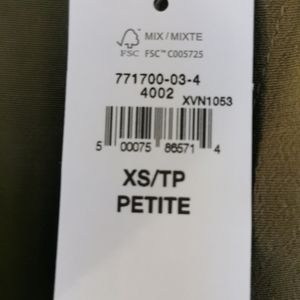 MIX / MIXTE
FSC FSC™ C005725
771700-03-4
4002 XVN1053
5 00075 86571 4
XS/TP
PETITE